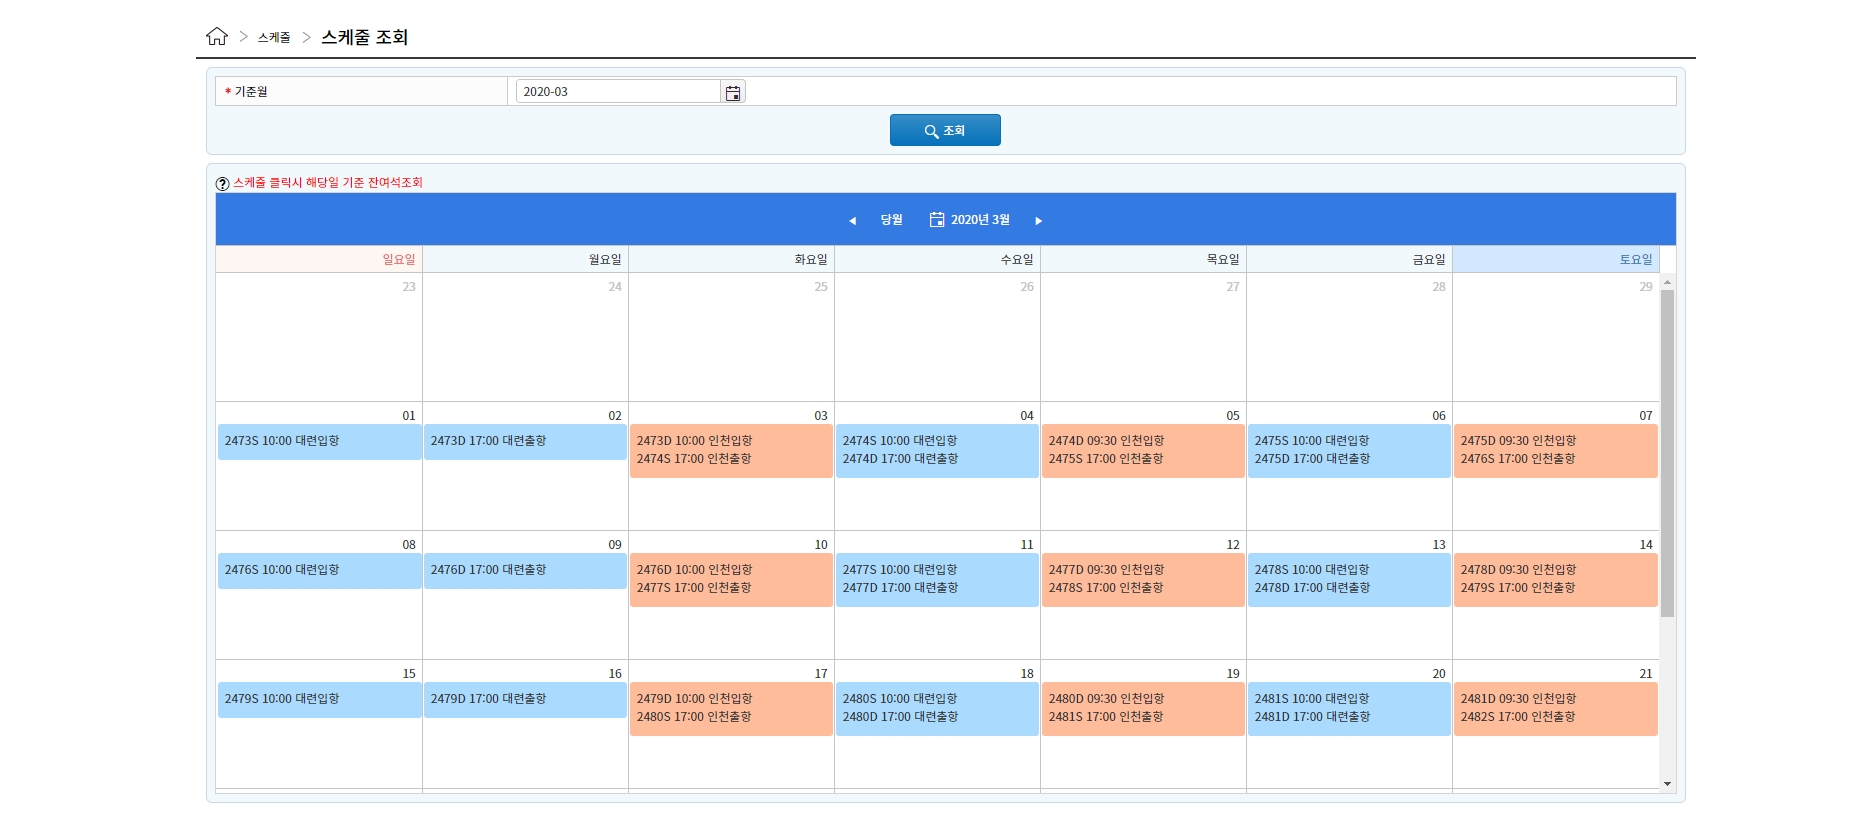 스케줄 스케줄 조회
* 기준월 2020-03
조회
스케줄 클릭시 해당일 기준 잔여석조회
◀ 당월 2020년 3월 ▶
일요일 월요일 화요일 수요일 목요일 금요일 토요일
23 24 25 26 27 28 29
01 02 03 04 05 06 07
2473S 10:00 대련입항 2473D 17:00 대련출항 2473D 10:00 인천입항 2474S 10:00 대련입항 2474D 09:30 인천입항 2475S 10:00 대련입항 2475D 09:30 인천입항
2474S 17:00 인천출항 2474D 17:00 대련출항 2475S 17:00 인천출항 2475D 17:00 대련출항 2476S 17:00 인천출항
08 09 10 11 12 13 14
2476S 10:00 대련입항 2476D 17:00 대련출항 2476D 10:00 인천입항 2477S 10:00 대련입항 2477D 09:30 인천입항 2478S 10:00 대련입항 2478D 09:30 인천입항
2477S 17:00 인천출항 2477D 17:00 대련출항 2478S 17:00 인천출항 2478D 17:00 대련출항 2479S 17:00 인천출항
15 16 17 18 19 20 21
2479S 10:00 대련입항 2479D 17:00 대련출항 2479D 10:00 인천입항 2480S 10:00 대련입항 2480D 09:30 인천입항 2481S 10:00 대련입항 2481D 09:30 인천입항
2480S 17:00 인천출항 2480D 17:00 대련출항 2481S 17:00 인천출항 2481D 17:00 대련출항 2482S 17:00 인천출항